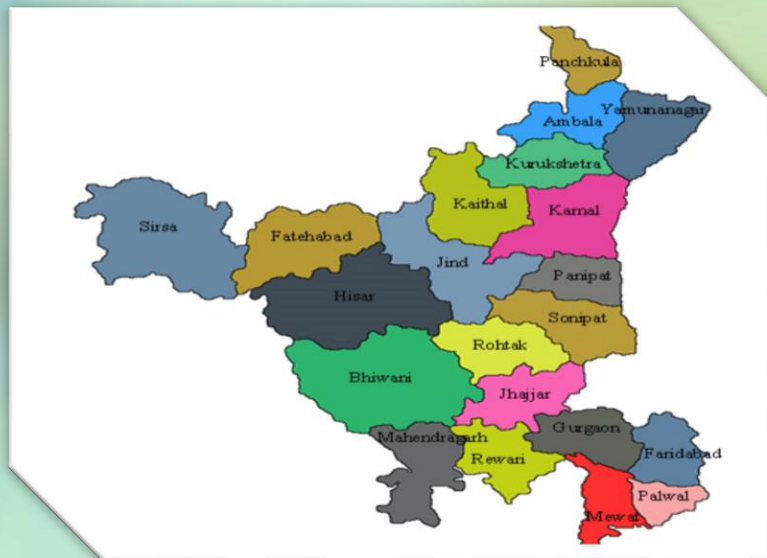 Panchkula
Yamunanagar
Ambala
Kurukshetra
Kaithal
Karnal
Sirsa
Fatehabad
Jind
Panipat
Hisar
Sonipat
Rohtak
Bhiwani
Jhajjar
Gurgaon
Mahendragarh
Faridabad
Rewari
Palwal
Mewat